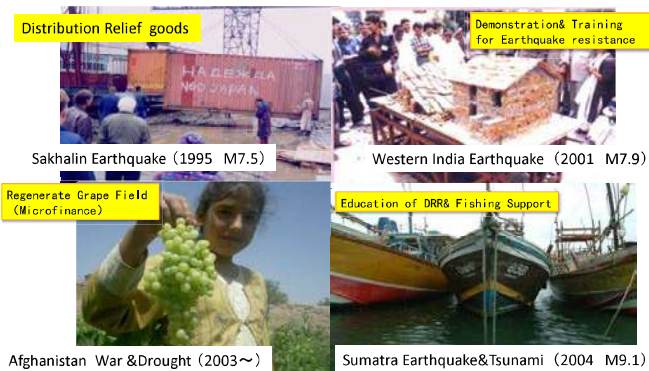 Distribution Relief goods
НАДЕЖДА
NGO JAPAN
Sakhalin Earthquake（1995 M7.5）
Demonstration& Training
for Earthquake resistance
Western India Earthquake（2001 M7.9）
Regenerate Grape Field
（Microfinance）
Afghanistan War &Drought（2003～）
Education of DRR& Fishing Support
Sumatra Earthquake&Tsunami（2004 M9.1）